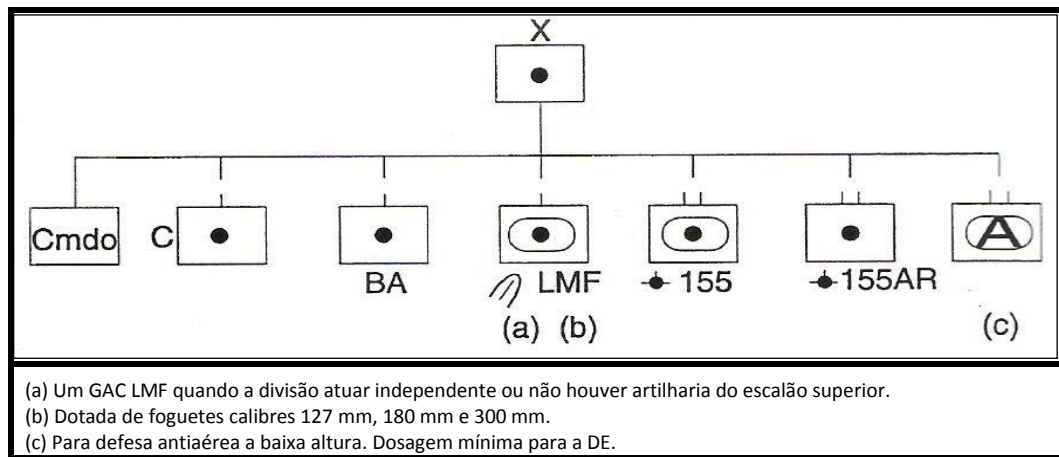 X
Cmdo
C
BA
LMF
155
155AR
A
(a) (b)
(c)
(a) Um GAC LMF quando a divisão atuar independente ou não houver artilharia do escalão superior.
(b) Dotada de foguetes calibres 127 mm, 180 mm e 300 mm.
(c) Para defesa antiaérea a baixa altura. Dosagem mínima para a DE.